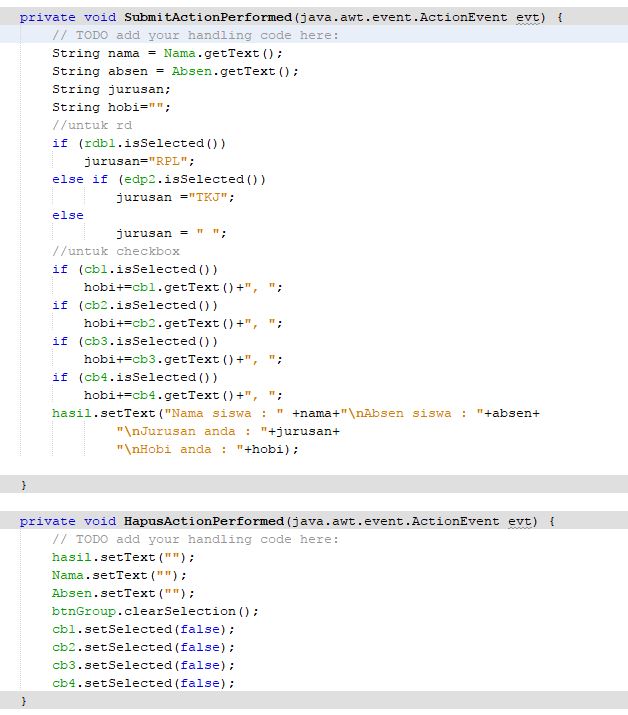 private void SubmitActionPerformed(java.awt.event.ActionEvent evt) {
// TODO add your handling code here:
String nama = Nama.getText();
String absen = Absen.getText();
String jurusan;
String hobi="";
//untuk rd
if (rdb1.isSelected())
jurusan="RPL";
else if (edp2.isSelected())
jurusan ="TKJ";
else
jurusan = " ";
//untuk checkbox
if (cb1.isSelected())
hobi+=cb1.getText()+", ";
if (cb2.isSelected())
hobi+=cb2.getText()+", ";
if (cb3.isSelected())
hobi+=cb3.getText()+", ";
if (cb4.isSelected())
hobi+=cb4.getText()+", ";
hasil.setText("Nama siswa : " +nama+"\nAbsen siswa : "+absen+
"\nJurusan anda : "+jurusan+
"\nHobi anda : "+hobi);
}
private void HapusActionPerformed(java.awt.event.ActionEvent evt) {
// TODO add your handling code here:
hasil.setText("");
Nama.setText("");
Absen.setText("");
btnGroup.clearSelection();
cb1.setSelected(false);
cb2.setSelected(false);
cb3.setSelected(false);
cb4.setSelected(false);
}